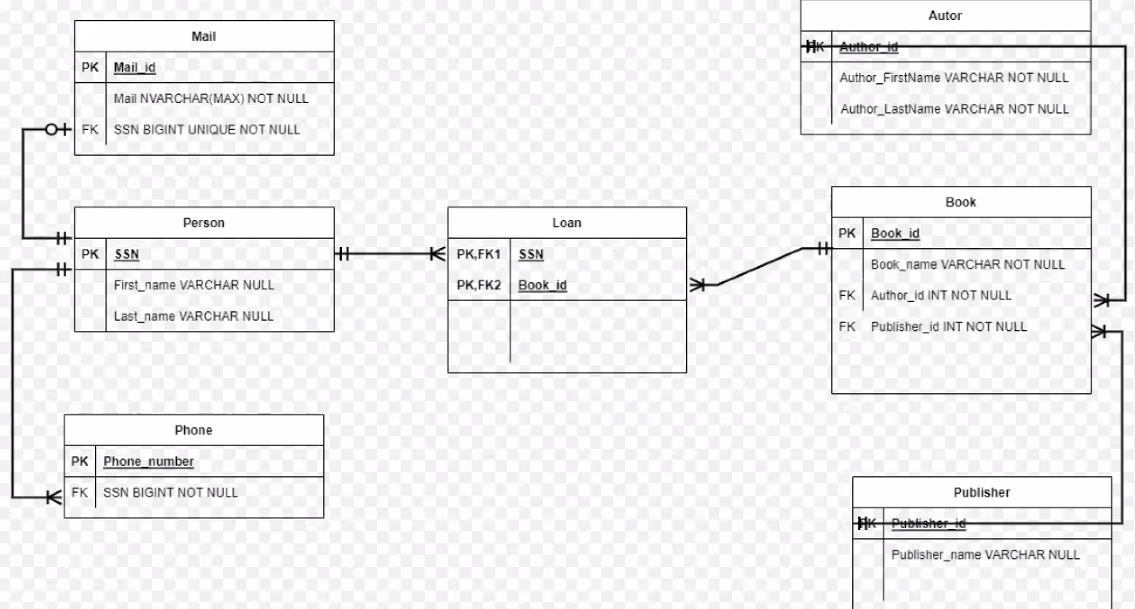 Mail
PK Mail_id
Mail NVARCHAR(MAX) NOT NULL
FK SSN BIGINT UNIQUE NOT NULL
Person
PK SSN
First_name VARCHAR NULL
Last_name VARCHAR NULL
Phone
PK Phone_number
FK SSN BIGINT NOT NULL
Loan
PK,FK1 SSN
PK,FK2 Book_id
Autor
PK Author_id
Author_FirstName VARCHAR NOT NULL
Author_LastName VARCHAR NOT NULL
Book
PK Book_id
Book_name VARCHAR NOT NULL
FK Author_id INT NOT NULL
FK Publisher_id INT NOT NULL
Publisher
PK Publisher_id
Publisher_name VARCHAR NULL